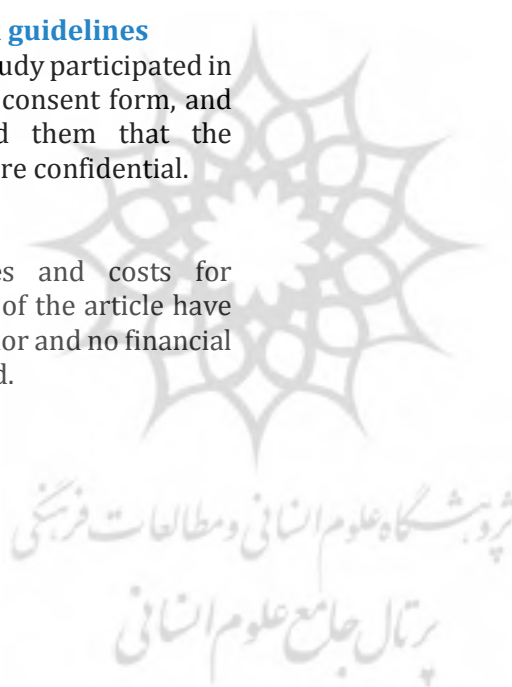 guidelines
udy participated in
consent form, and
d them that the
re confidential.
es and costs for
of the article have
or and no financial
d.
پژوهشگاه علوم انسانی و مطالعات فرهنگی
پرتال جامع علوم انسانی